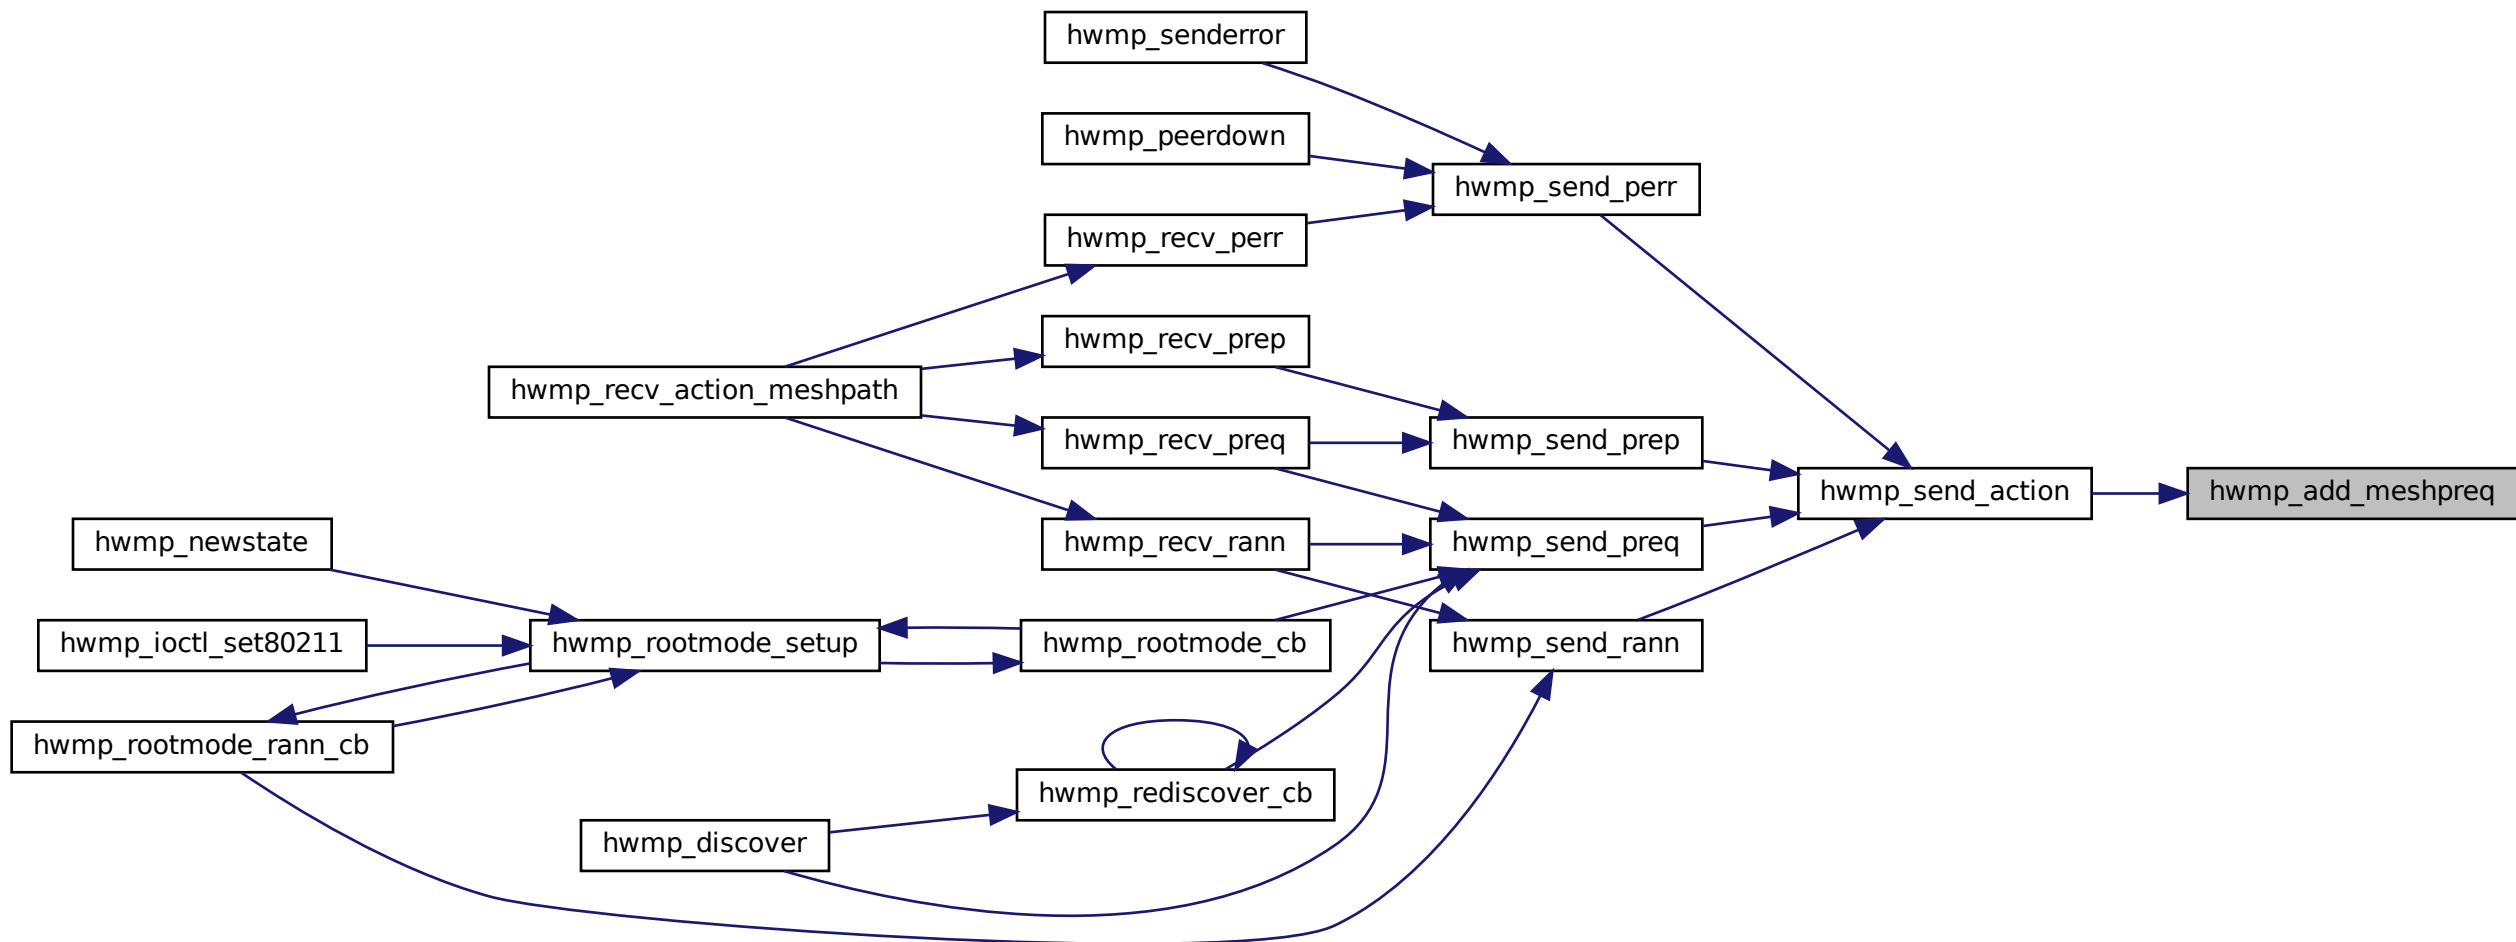 hwmp_senderror
hwmp_peerdown
hwmp_send_perr
hwmp_recv_perr
hwmp_recv_prep
hwmp_recv_action_meshpath
hwmp_recv_preq
hwmp_send_prep
hwmp_send_action
hwmp_add_meshpreq
hwmp_newstate
hwmp_recv_rann
hwmp_send_preq
hwmp_ioctl_set80211
hwmp_rootmode_setup
hwmp_rootmode_cb
hwmp_send_rann
hwmp_rootmode_rann_cb
hwmp_rediscover_cb
hwmp_discover